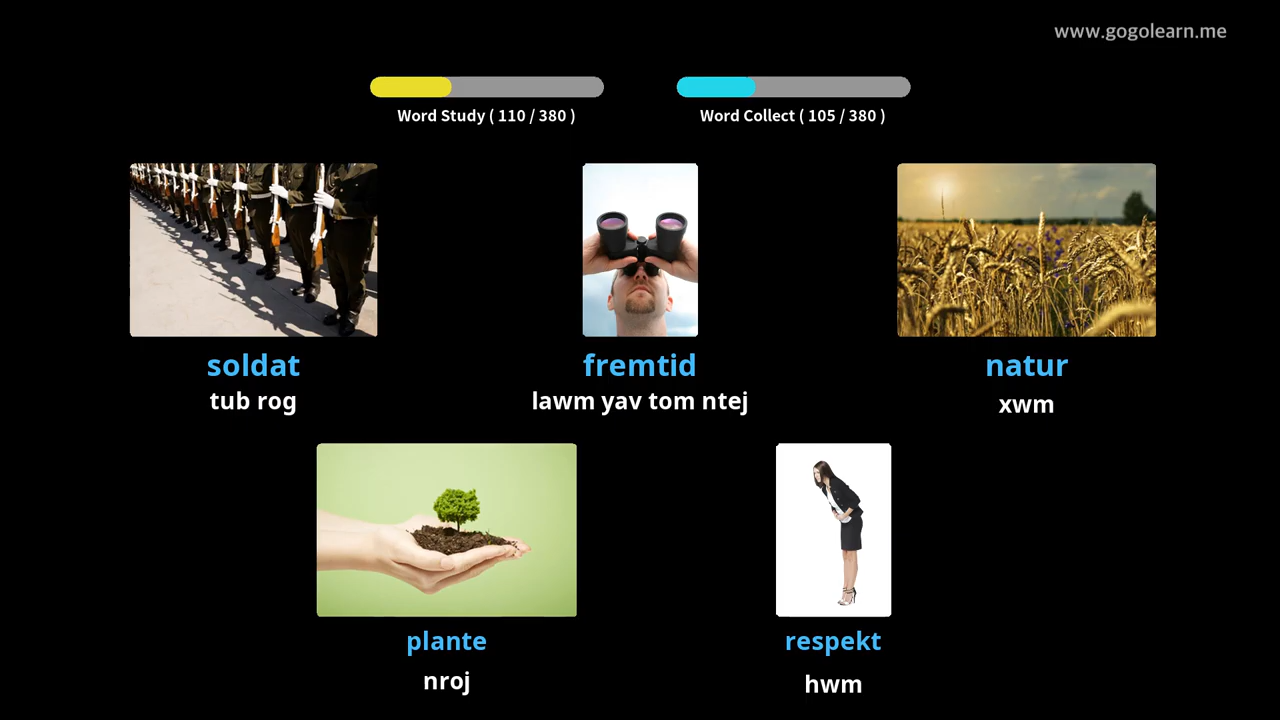 www.gogolearn.me
Word Study ( 110 / 380 )
Word Collect ( 105 / 380 )
soldat
tub rog
fremtid
lawm yav tom ntej
natur
xwm
plante
nroj
respekt
hwm